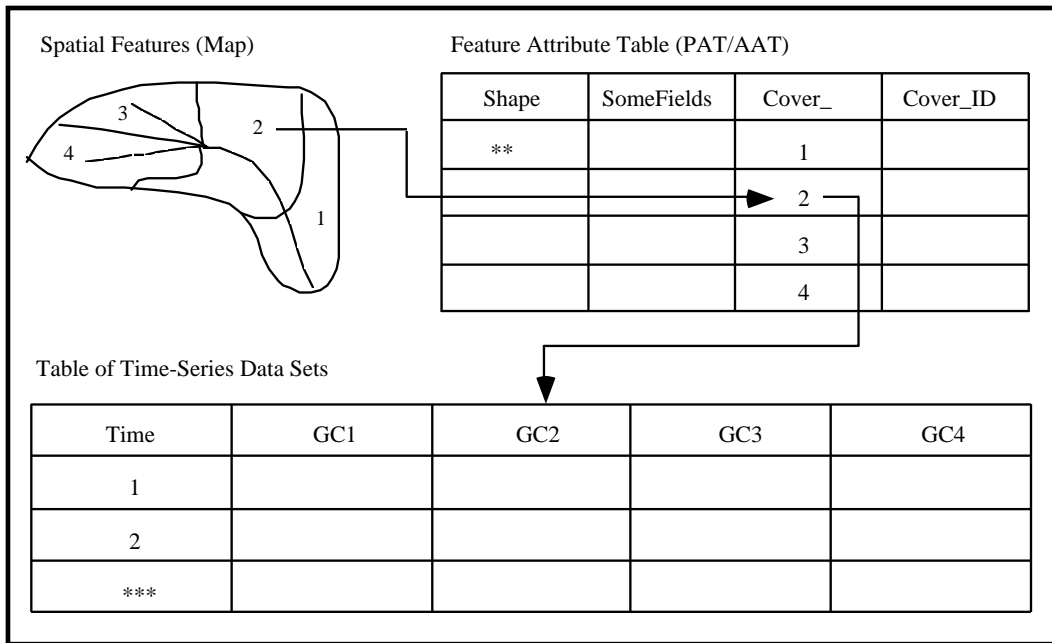 Spatial Features (Map)
Feature Attribute Table (PAT/AAT)
3
4
2
1
Shape SomeFields Cover_ Cover_ID
** 1
2
3
4
Table of Time-Series Data Sets
Time GC1 GC2 GC3 GC4
1
2
***